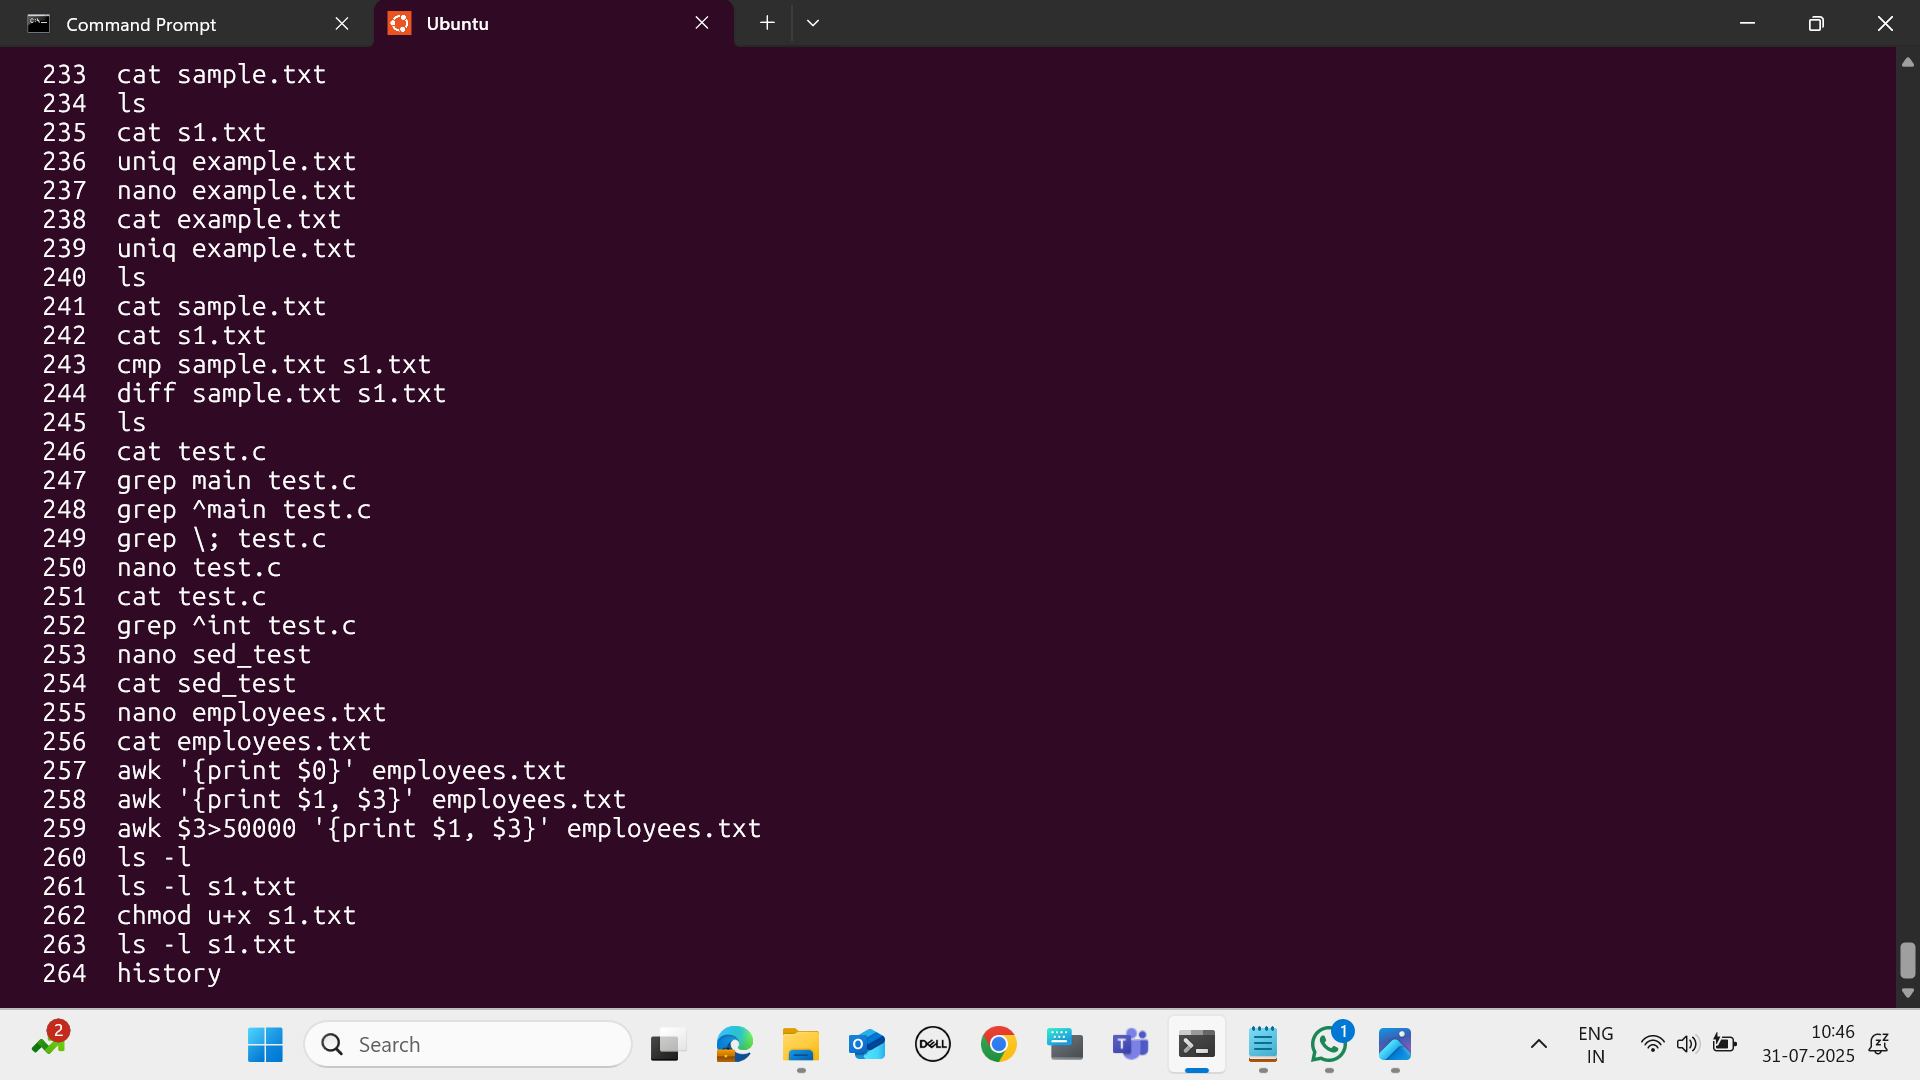 Command Prompt
Ubuntu
233 cat sample.txt
234 ls
235 cat s1.txt
236 uniq example.txt
237 nano example.txt
238 cat example.txt
239 uniq example.txt
240 ls
241 cat sample.txt
242 cat s1.txt
243 cmp sample.txt s1.txt
244 diff sample.txt s1.txt
245 ls
246 cat test.c
247 grep main test.c
248 grep ^main test.c
249 grep \; test.c
250 nano test.c
251 cat test.c
252 grep ^int test.c
253 nano sed_test
254 cat sed_test
255 nano employees.txt
256 cat employees.txt
257 awk '{print $0}' employees.txt
258 awk '{print $1, $3}' employees.txt
259 awk $3>50000 '{print $1, $3}' employees.txt
260 ls -l
261 ls -l s1.txt
262 chmod u+x s1.txt
263 ls -l s1.txt
264 history
2
Search
DELL
1
ENG
IN
10:46
31-07-2025